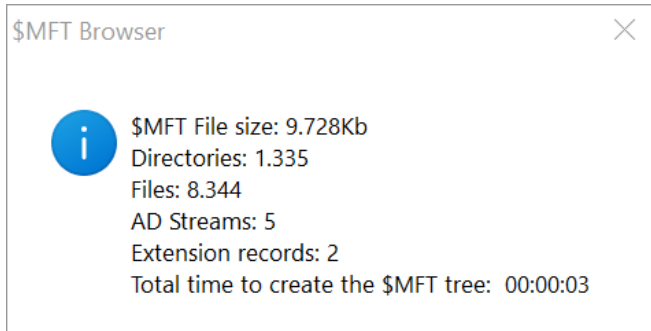 $MFT Browser
$MFT File size: 9.728Kb
Directories: 1.335
Files: 8.344
AD Streams: 5
Extension records: 2
Total time to create the $MFT tree:  00:00:03